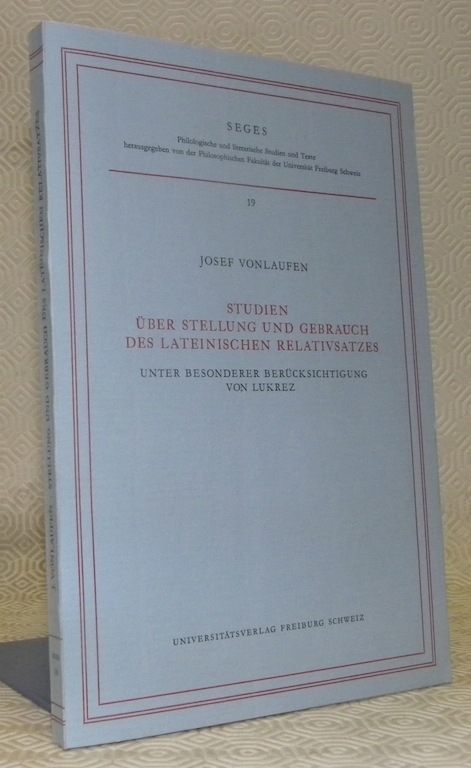 SEGES
Philologische und literarische Studien und Texte
herausgegeben von der Philosophischen Fakultät der Universität Freiburg Schweiz
19
JOSEF VONLAUFEN
STUDIEN
ÜBER STELLUNG UND GEBRAUCH
DES LATEINISCHEN RELATIVSATZES
UNTER BESONDERER BERÜCKSICHTIGUNG
VON LUKREZ
UNIVERSITÄTSVERLAG FREIBURG SCHWEIZ
J. VONLAUFEN · STELLUNG UND GEBRAUCH DES LATEINISCHEN RELATIVSATZES